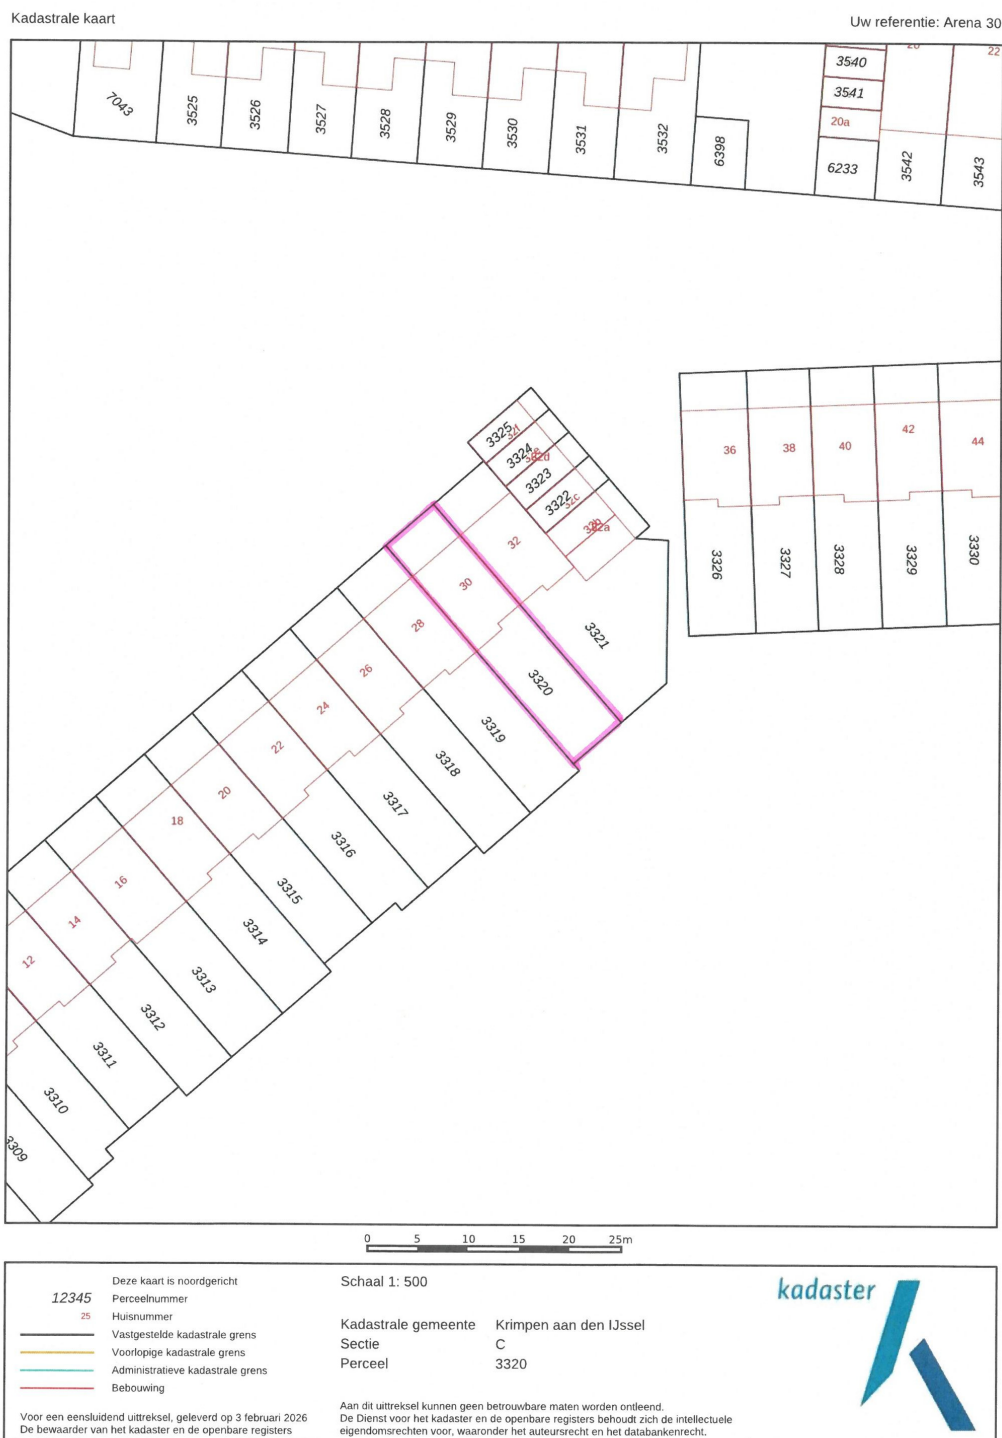 Kadastrale kaart
Uw referentie: Arena 30
7043
3525
3526
3527
3528
3529
3530
3531
3532
6398
3540
3541
20a
6233
3542
3543
20
22
3325
32f
3324
32d
3323
3322
32c
32b
32a
32
30
28
26
24
22
20
18
16
14
12
3321
3320
3319
3318
3317
3316
3315
3314
3313
3312
3311
3310
3309
36
38
40
42
44
3326
3327
3328
3329
3330
0 5 10 15 20 25m
Deze kaart is noordgericht
12345 Perceelnummer
25 Huisnummer
Vastgestelde kadastrale grens
Voorlopige kadastrale grens
Administratieve kadastrale grens
Bebouwing
Voor een eensluidend uittreksel, geleverd op 3 februari 2026
De bewaarder van het kadaster en de openbare registers
Schaal 1: 500
Kadastrale gemeente Krimpen aan den IJssel
Sectie C
Perceel 3320
Aan dit uittreksel kunnen geen betrouwbare maten worden ontleend.
De Dienst voor het kadaster en de openbare registers behoudt zich de intellectuele
eigendomsrechten voor, waaronder het auteursrecht en het databankenrecht.
kadaster